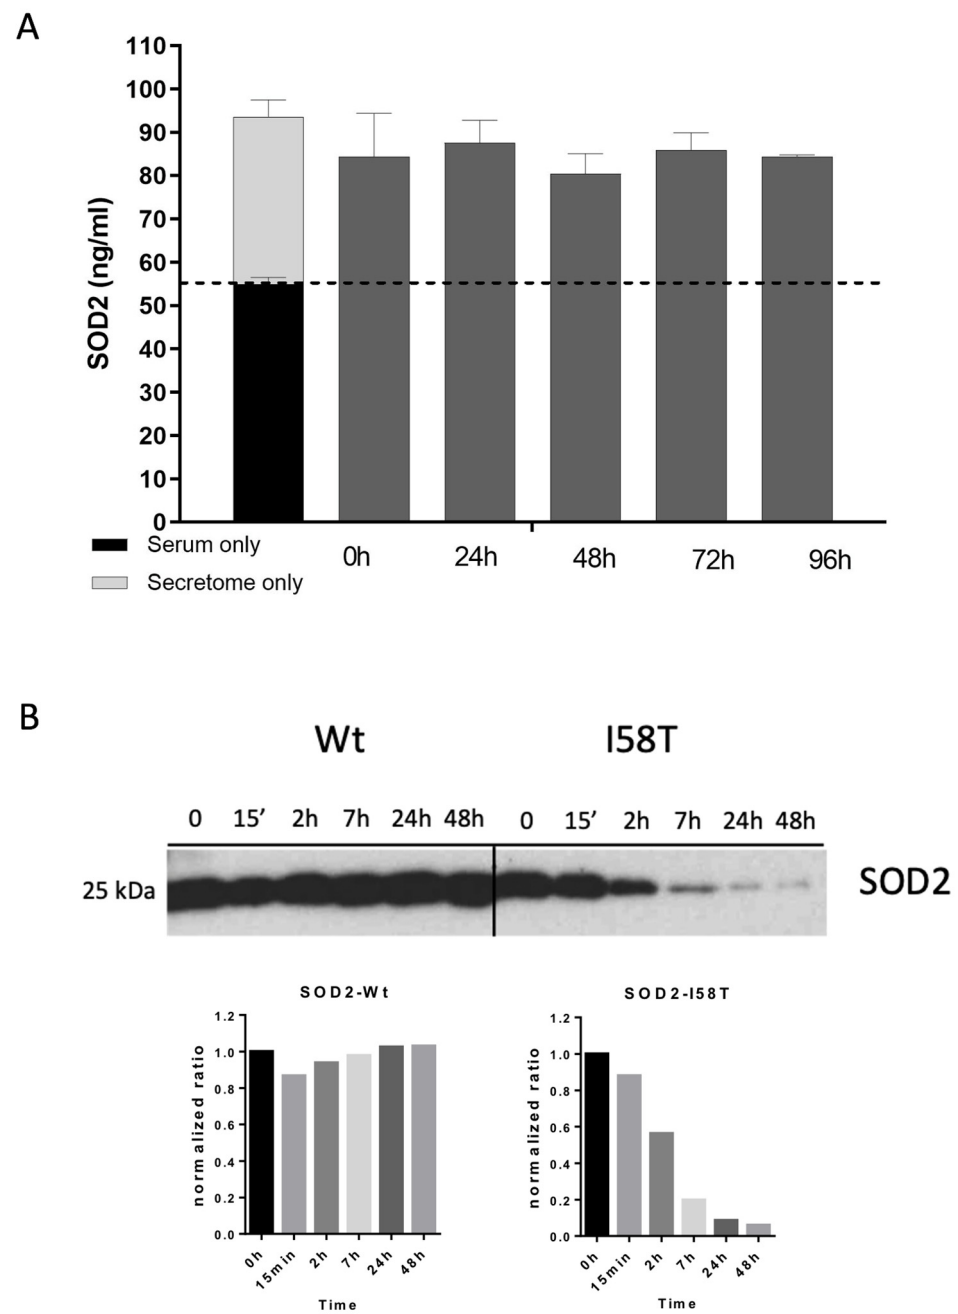 A
110
100
90
80
70
60
50
40
30
20
10
0
SOD2 (ng/ml)
Serum only
Secretome only
0h 24h 48h 72h 96h
B
Wt I58T
0 15’ 2h 7h 24h 48h 0 15’ 2h 7h 24h 48h
25 kDa
SOD2
SOD2-Wt
1.2
1.0
0.8
0.6
0.4
0.2
0.0
normalized ratio
0h 15min 2h 7h 24h 48h
Time
SOD2-I58T
1.2
1.0
0.8
0.6
0.4
0.2
0.0
normalized ratio
0h 15min 2h 7h 24h 48h
Time